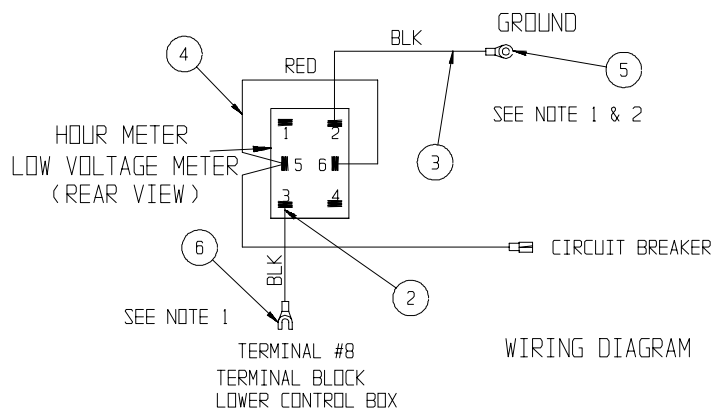 GROUND
BLK
4
RED
5
1
2
SEE NOTE 1 & 2
HOUR METER
LOW VOLTAGE METER
(REAR VIEW)
5
6
3
3
4
6
CIRCUIT BREAKER
BLK
2
SEE NOTE 1
TERMINAL #8
TERMINAL BLOCK
LOWER CONTROL BOX
WIRING DIAGRAM